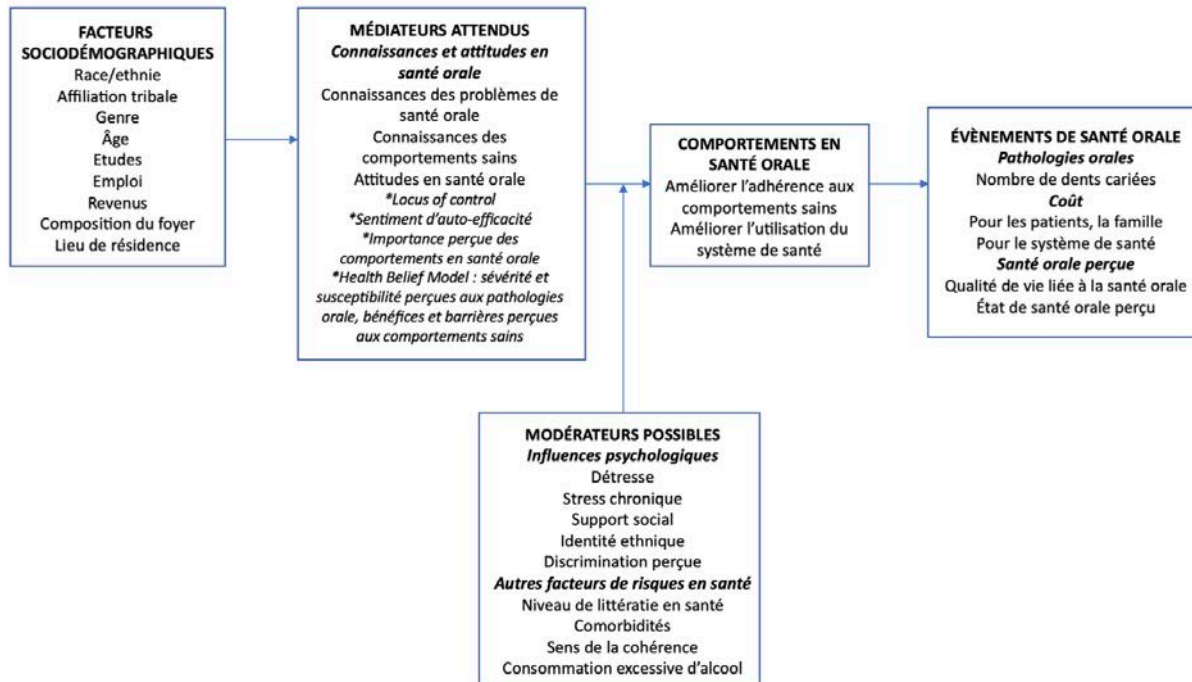 FACTEURS
SOCIODÉMOGRAPHIQUES
Race/ethnie
Affiliation tribale
Genre
Âge
Etudes
Emploi
Revenus
Composition du foyer
Lieu de résidence
MÉDIATEURS ATTENDUS
Connaissances et attitudes en
santé orale
Connaissances des problèmes de
santé orale
Connaissances des
comportements sains
Attitudes en santé orale
*Locus of control
*Sentiment d'auto-efficacité
*Importance perçue des
comportements en santé orale
*Health Belief Model : sévérité et
susceptibilité perçues aux pathologies
orale, bénéfices et barrières perçues
aux comportements sains
COMPORTEMENTS EN
SANTÉ ORALE
Améliorer l'adhérence aux
comportements sains
Améliorer l'utilisation du
système de santé
ÉVÈNEMENTS DE SANTÉ ORALE
Pathologies orales
Nombre de dents cariées
Coût
Pour les patients, la famille
Pour le système de santé
Santé orale perçue
Qualité de vie liée à la santé orale
État de santé orale perçu
MODÉRATEURS POSSIBLES
Influences psychologiques
Détresse
Stress chronique
Support social
Identité ethnique
Discrimination perçue
Autres facteurs de risques en santé
Niveau de littératie en santé
Comorbidités
Sens de la cohérence
Consommation excessive d'alcool